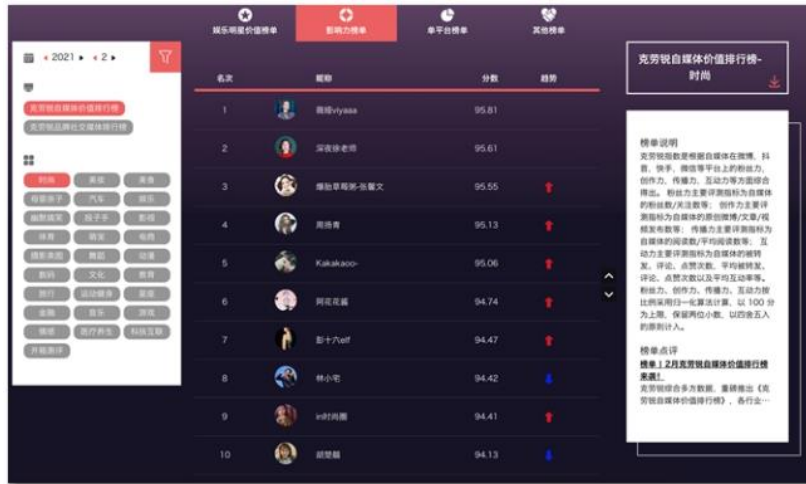 娱乐明星价值榜单
影响力榜单
单平台榜单
其他榜单
2021 2
克劳锐自媒体价值排行榜
克劳锐品牌社交媒体排行榜
时尚 美妆 美食
母婴亲子 汽车 娱乐
幽默搞笑 段子手 影视
体育 萌宠 电商
摄影美图 舞蹈 动漫
数码 文化 教育
旅行 运动健身 星座
金融 音乐 游戏
情感 医疗养生 科技互联
开箱测评
名次 昵称 分数 趋势
1 薇娅viyaaa 95.81
2 深夜徐老师 95.61
3 爆胎草莓粥-张馨文 95.55
4 周扬青 95.13
5 Kakakaoo- 95.06
6 阿花花酱 94.74
7 彭十六elf 94.47
8 林小宅 94.42
9 in时尚圈 94.41
10 胡楚靓 94.13
克劳锐自媒体价值排行榜-
时尚
榜单说明
克劳锐指数是根据自媒体在微博、抖
音、快手、微信等平台上的粉丝力、
创作力、传播力、互动力等方面综合
得出。粉丝力主要评测指标为自媒体
的粉丝数/关注数等；创作力主要评
测指标为自媒体的原创微博/文章/视
频发布数等；传播力主要评测指标为
自媒体的阅读数/平均阅读数等；互
动力主要评测指标为自媒体的被转
发、评论、点赞次数，平均被转发、
评论、点赞次数以及平均互动率等。
粉丝力、创作力、传播力、互动力按
比例采用归一化算法计算，以 100 分
为上限，保留两位小数，以四舍五入
的原则计入。
榜单点评
榜单 | 2月克劳锐自媒体价值排行榜
来袭！
克劳锐综合多方数据，重磅推出《克
劳锐自媒体价值排行榜》，各行业…